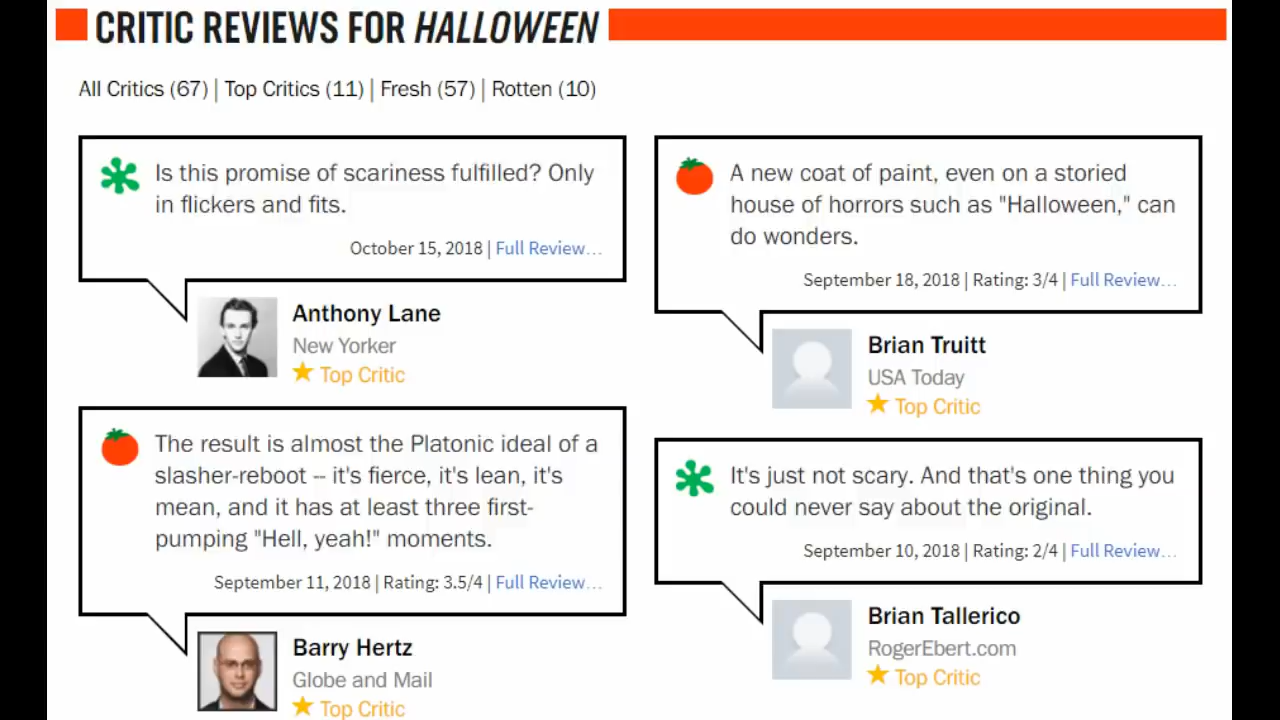 CRITIC REVIEWS FOR HALLOWEEN
All Critics (67) | Top Critics (11) | Fresh (57) | Rotten (10)
Is this promise of scariness fulfilled? Only
in flickers and fits.
October 15, 2018 | Full Review...
Anthony Lane
New Yorker
Top Critic
A new coat of paint, even on a storied
house of horrors such as "Halloween," can
do wonders.
September 18, 2018 | Rating: 3/4 | Full Review...
Brian Truitt
USA Today
Top Critic
The result is almost the Platonic ideal of a
slasher-reboot -- it's fierce, it's lean, it's
mean, and it has at least three first-
pumping "Hell, yeah!" moments.
September 11, 2018 | Rating: 3.5/4 | Full Review...
Barry Hertz
Globe and Mail
Top Critic
It's just not scary. And that's one thing you
could never say about the original.
September 10, 2018 | Rating: 2/4 | Full Review...
Brian Tallerico
RogerEbert.com
Top Critic